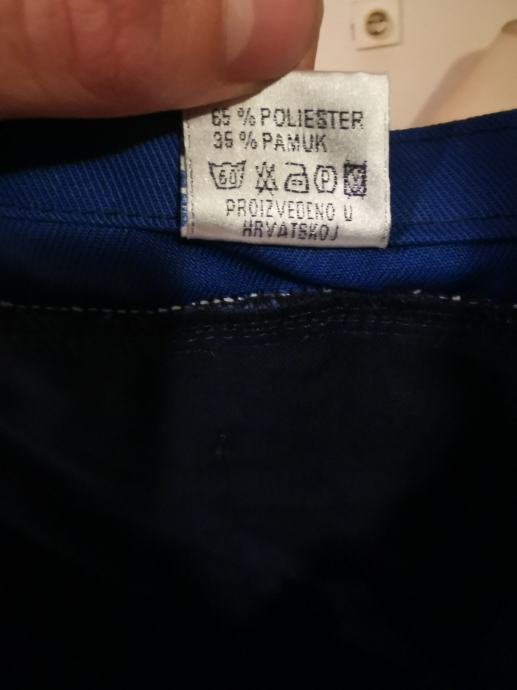 65 % POLIESTER
35 % PAMUK
60 P
PROIZVEDENO U
HRVATSKOJ